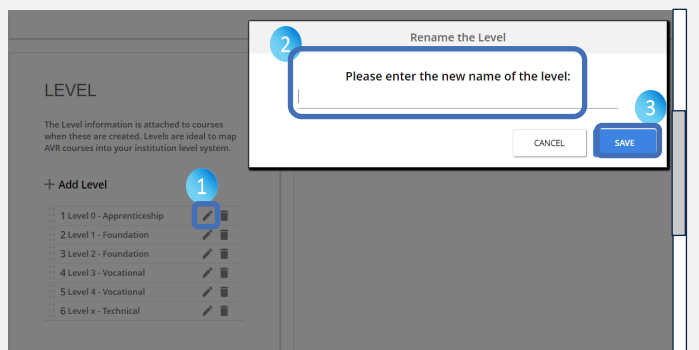 Rename the Level
2
Please enter the new name of the level:
3
CANCEL
SAVE
LEVEL
The Level information is attached to courses
when these are created. Levels are ideal to map
AVR courses into your institution level system.
+ Add Level
1
1 Level 0 - Apprenticeship
2 Level 1 - Foundation
3 Level 2 - Foundation
4 Level 3 - Vocational
5 Level 4 - Vocational
6 Level x - Technical